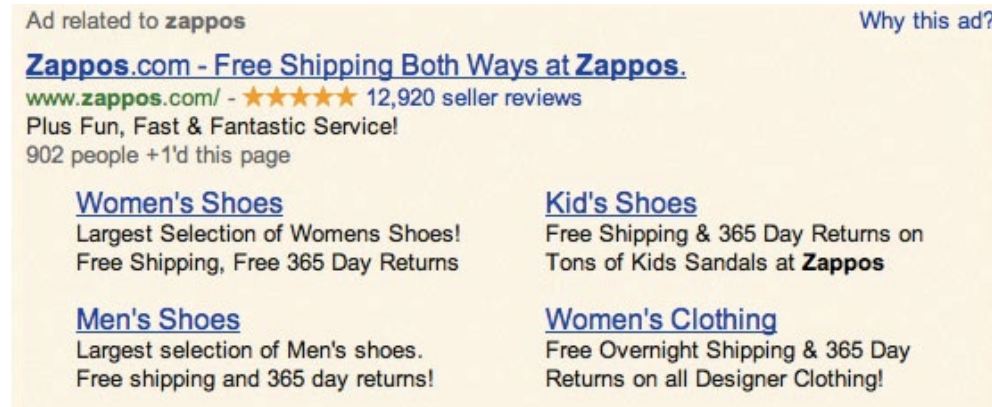 Ad related to zappos
Why this ad?
Zappos.com - Free Shipping Both Ways at Zappos.
www.zappos.com/ - ★★★★★ 12,920 seller reviews
Plus Fun, Fast & Fantastic Service!
902 people +1'd this page
Women's Shoes
Largest Selection of Womens Shoes!
Free Shipping, Free 365 Day Returns
Kid's Shoes
Free Shipping & 365 Day Returns on
Tons of Kids Sandals at Zappos
Men's Shoes
Largest selection of Men's shoes.
Free shipping and 365 day returns!
Women's Clothing
Free Overnight Shipping & 365 Day
Returns on all Designer Clothing!